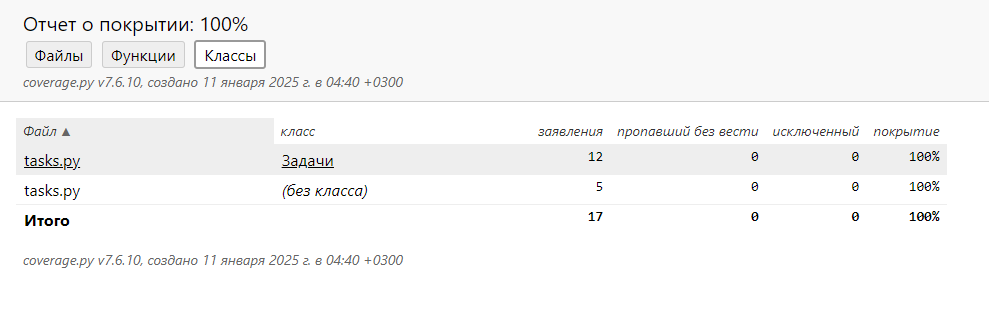 Отчет о покрытии: 100%
Файлы Функции Классы
coverage.py v7.6.10, создано 11 января 2025 г. в 04:40 +0300
Файл ▲ класс заявления пропавший без вести исключенный покрытие
tasks.py Задачи 12 0 0 100%
tasks.py (без класса) 5 0 0 100%
Итого 17 0 0 100%
coverage.py v7.6.10, создано 11 января 2025 г. в 04:40 +0300